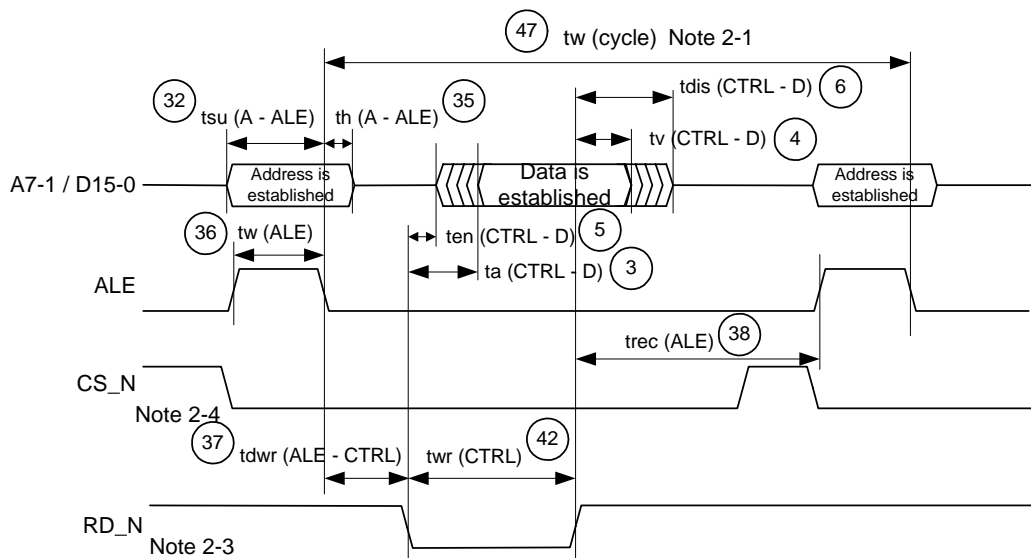 47 tw (cycle) Note 2-1
tdis (CTRL - D) 6
32 tsu (A - ALE) th (A - ALE) 35
tv (CTRL - D) 4
A7-1 / D15-0
Address is
established
Data is
established
Address is
established
36 tw (ALE)
ten (CTRL - D) 5
ta (CTRL - D) 3
ALE
trec (ALE) 38
CS_N
Note 2-4
37 tdwr (ALE - CTRL)
twr (CTRL) 42
RD_N
Note 2-3